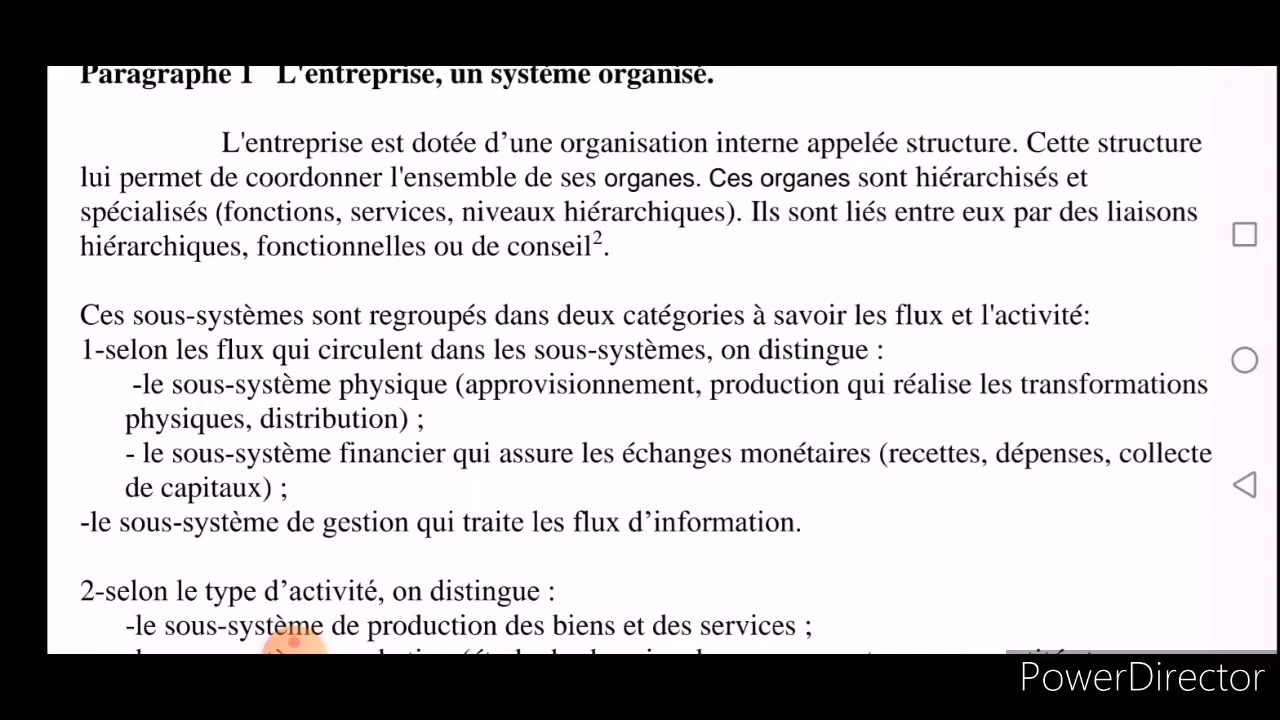 Paragraphe 1 L'entreprise, un système organisé.
L'entreprise est dotée d’une organisation interne appelée structure. Cette structure
lui permet de coordonner l'ensemble de ses organes. Ces organes sont hiérarchisés et
spécialisés (fonctions, services, niveaux hiérarchiques). Ils sont liés entre eux par des liaisons
hiérarchiques, fonctionnelles ou de conseil².
Ces sous-systèmes sont regroupés dans deux catégories à savoir les flux et l'activité:
1-selon les flux qui circulent dans les sous-systèmes, on distingue :
-le sous-système physique (approvisionnement, production qui réalise les transformations
physiques, distribution) ;
- le sous-système financier qui assure les échanges monétaires (recettes, dépenses, collecte
de capitaux) ;
-le sous-système de gestion qui traite les flux d’information.
2-selon le type d’activité, on distingue :
-le sous-système de production des biens et des services ;
PowerDirector